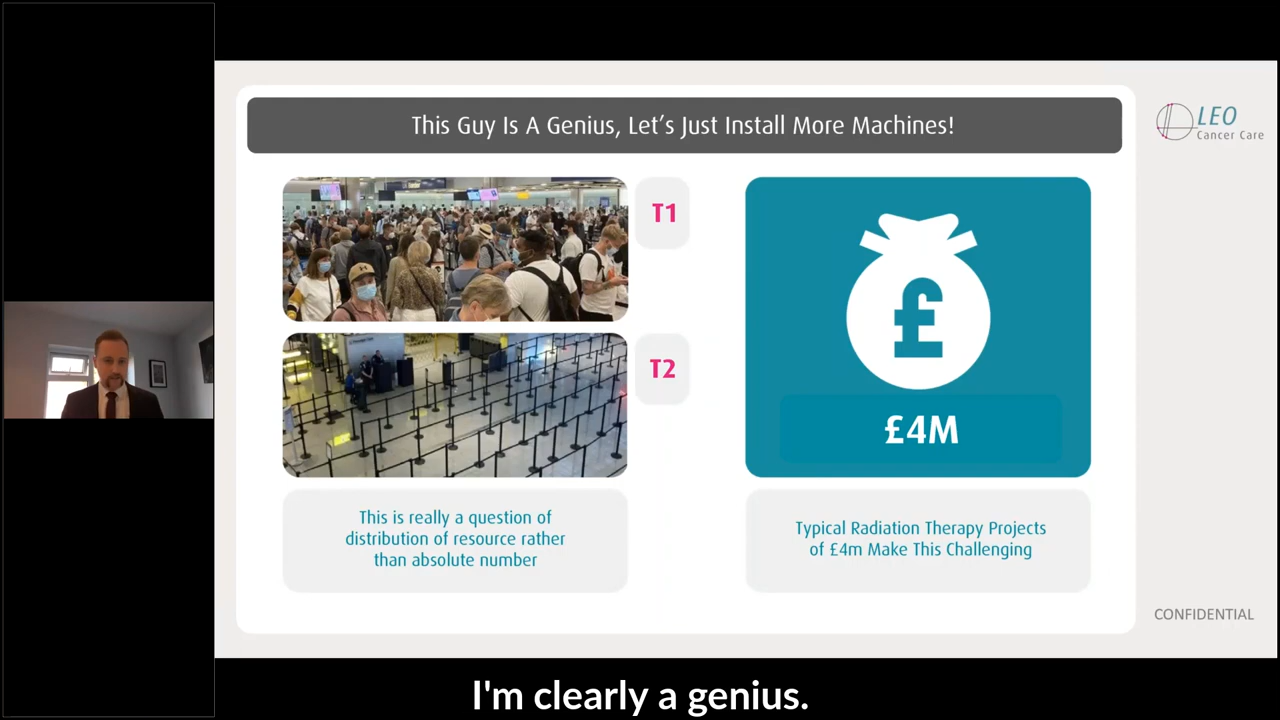 This Guy Is A Genius, Let's Just Install More Machines!
LEO
Cancer Care
T1
T2
£
£4M
This is really a question of
distribution of resource rather
than absolute number
Typical Radiation Therapy Projects
of £4m Make This Challenging
CONFIDENTIAL
I'm clearly a genius.